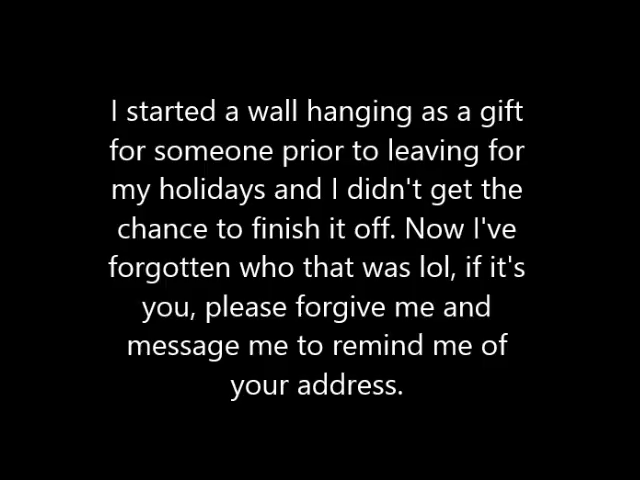 I started a wall hanging as a gift
for someone prior to leaving for
my holidays and I didn't get the
chance to finish it off. Now I've
forgotten who that was lol, if it's
you, please forgive me and
message me to remind me of
your address.